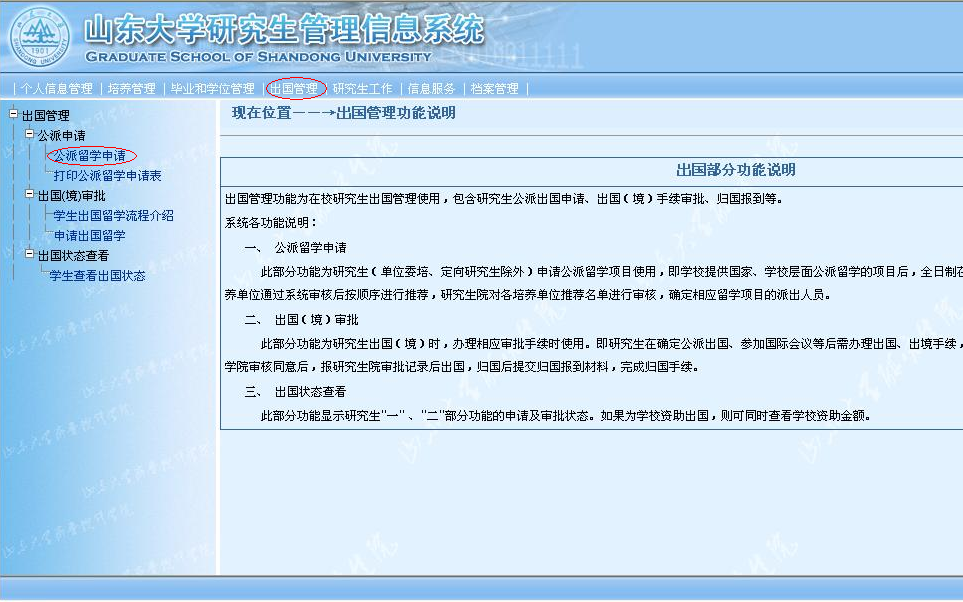 山东大学研究生管理信息系统
GRADUATE SCHOOL OF SHANDONG UNIVERSITY
SHANDONG UNIVERSITY
1901
| 个人信息管理 | 培养管理 | 毕业和学位管理 | 出国管理 | 研究生工作 | 信息服务 | 档案管理 |
出国管理
公派申请
公派留学申请
打印公派留学申请表
出国(境)审批
学生出国留学流程介绍
申请出国留学
出国状态查看
学生查看出国状态
现在位置－－→出国管理功能说明
出国部分功能说明
出国管理功能为在校研究生出国管理使用，包含研究生公派出国申请、出国（境）手续审批、归国报到等。
系统各功能说明：
一、 公派留学申请
此部分功能为研究生（单位委培、定向研究生除外）申请公派留学项目使用，即学校提供国家、学校层面公派留学的项目后，全日制在
养单位通过系统审核后按顺序进行推荐，研究生院对各培养单位推荐名单进行审核，确定相应留学项目的派出人员。
二、 出国（境）审批
此部分功能为研究生出国（境）时，办理相应审批手续时使用。即研究生在确定公派出国、参加国际会议等后需办理出国、出境手续，
学院审核同意后，报研究生院审批记录后出国，归国后提交归国报到材料，完成归国手续。
三、 出国状态查看
此部分功能显示研究生"一"、"二"部分功能的申请及审批状态。如果为学校资助出国，则可同时查看学校资助金额。